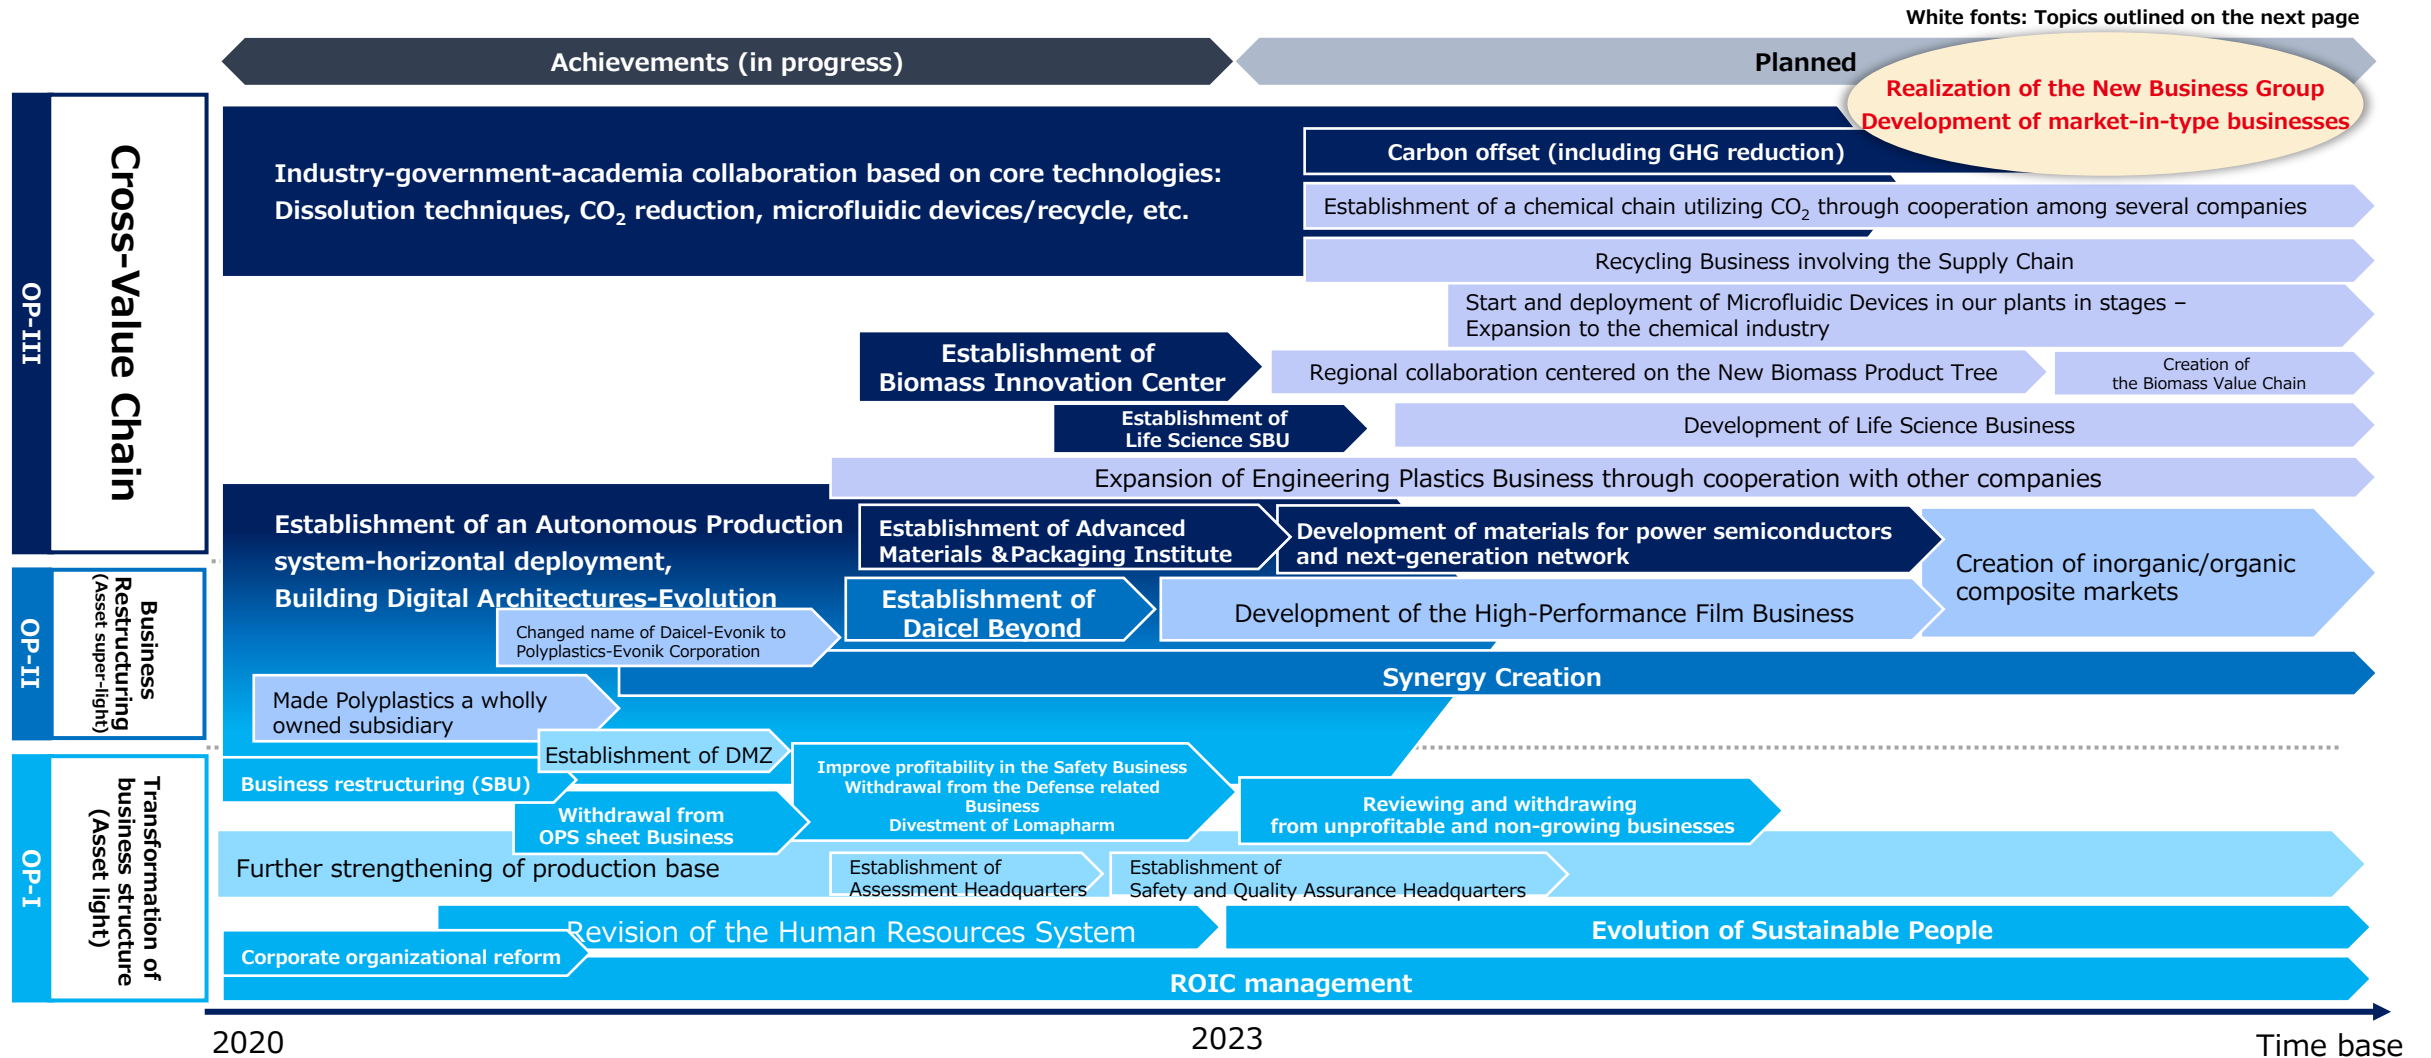 White fonts: Topics outlined on the next page
Achievements (in progress)
Planned
Realization of the New Business Group
Development of market-in-type businesses
OP-III
Cross-Value Chain
Industry-government-academia collaboration based on core technologies:
Dissolution techniques, CO2 reduction, microfluidic devices/recycle, etc.
Carbon offset (including GHG reduction)
Establishment of a chemical chain utilizing CO2 through cooperation among several companies
Recycling Business involving the Supply Chain
Start and deployment of Microfluidic Devices in our plants in stages –
Expansion to the chemical industry
Establishment of
Biomass Innovation Center
Regional collaboration centered on the New Biomass Product Tree
Creation of
the Biomass Value Chain
Establishment of
Life Science SBU
Development of Life Science Business
Expansion of Engineering Plastics Business through cooperation with other companies
Establishment of an Autonomous Production
system-horizontal deployment,
Building Digital Architectures-Evolution
Establishment of Advanced
Materials &Packaging Institute
Development of materials for power semiconductors
and next-generation network
Creation of inorganic/organic
composite markets
OP-II
Business
Restructuring
(Asset super-light)
Establishment of
Daicel Beyond
Development of the High-Performance Film Business
Changed name of Daicel-Evonik to
Polyplastics-Evonik Corporation
Synergy Creation
Made Polyplastics a wholly
owned subsidiary
Establishment of DMZ
OP-I
Transformation of
business structure
(Asset light)
Business restructuring (SBU)
Improve profitability in the Safety Business
Withdrawal from the Defense related
Business
Divestment of Lomapharm
Withdrawal from
OPS sheet Business
Reviewing and withdrawing
from unprofitable and non-growing businesses
Further strengthening of production base
Establishment of
Assessment Headquarters
Establishment of
Safety and Quality Assurance Headquarters
Revision of the Human Resources System
Evolution of Sustainable People
Corporate organizational reform
ROIC management
2020
2023
Time base